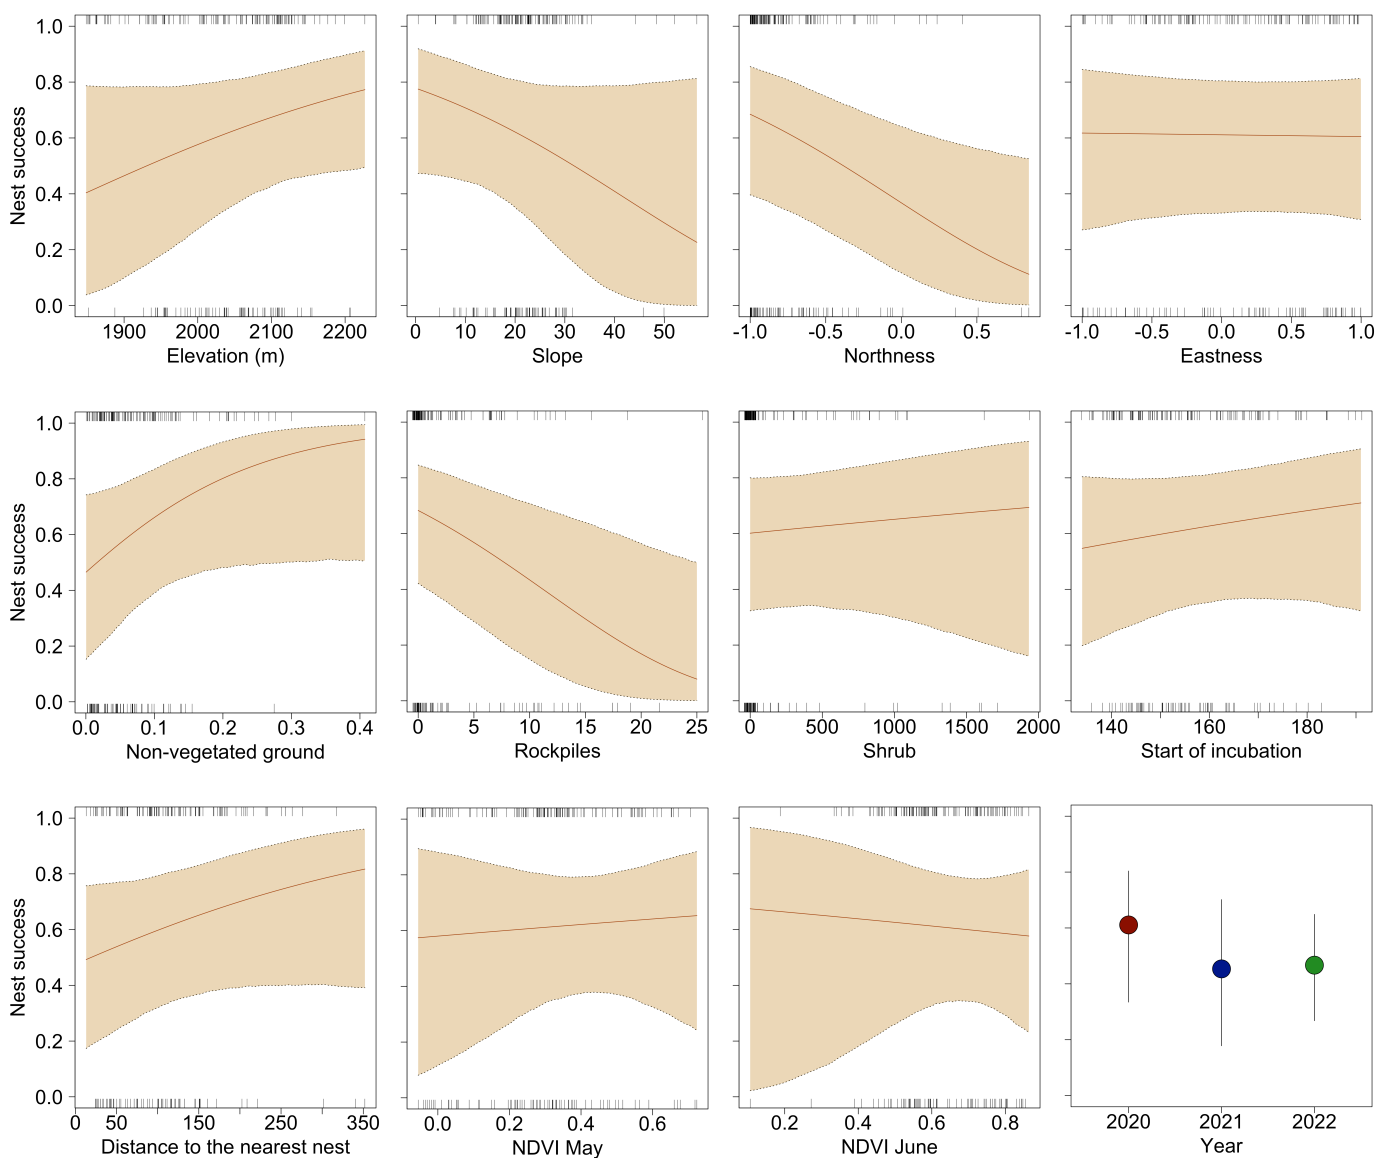 Nest success
1.0
0.8
0.6
0.4
0.2
0.0
1900 2000 2100 2200
Elevation (m)
0 10 20 30 40 50
Slope
-1.0 -0.5 0.0 0.5
Northness
-1.0 -0.5 0.0 0.5 1.0
Eastness
Nest success
1.0
0.8
0.6
0.4
0.2
0.0
0.0 0.1 0.2 0.3 0.4
Non-vegetated ground
0 5 10 15 20 25
Rockpiles
0 500 1000 1500 2000
Shrub
140 160 180
Start of incubation
Nest success
1.0
0.8
0.6
0.4
0.2
0.0
0 50 150 250 350
Distance to the nearest nest
0.0 0.2 0.4 0.6
NDVI May
0.2 0.4 0.6 0.8
NDVI June
2020 2021 2022
Year